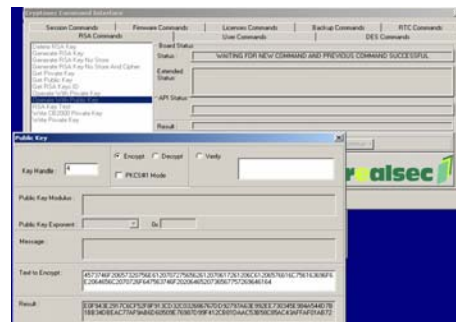 Cryptosec Command Interface
Session Commands
Firmware Commands
Licenses Commands
Backup Commands
RTC Commands
RSA Commands
User Commands
DES Commands
Delete RSA Key
Generate RSA Key
Generate RSA Key No Store
Generate RSA Key No Store And Cipher
Get Private Key
Get Public Key
Get RSA Keys ID
Operate With Private Key
Operate With Public Key
RSA Key Test
Write Private Key
Board Status
Status :
WAITING FOR NEW COMMAND AND PREVIOUS COMMAND SUCCESSFUL
Extended Status:
API Status:
Result :
realsec
Public Key
Key Handle :
4
Encrypt
Decrypt
Verify
PKCS#1 Mode
Public Key Modulus :
Public Key Exponent :
0x
Message :
Text to Encrypt :
Result :